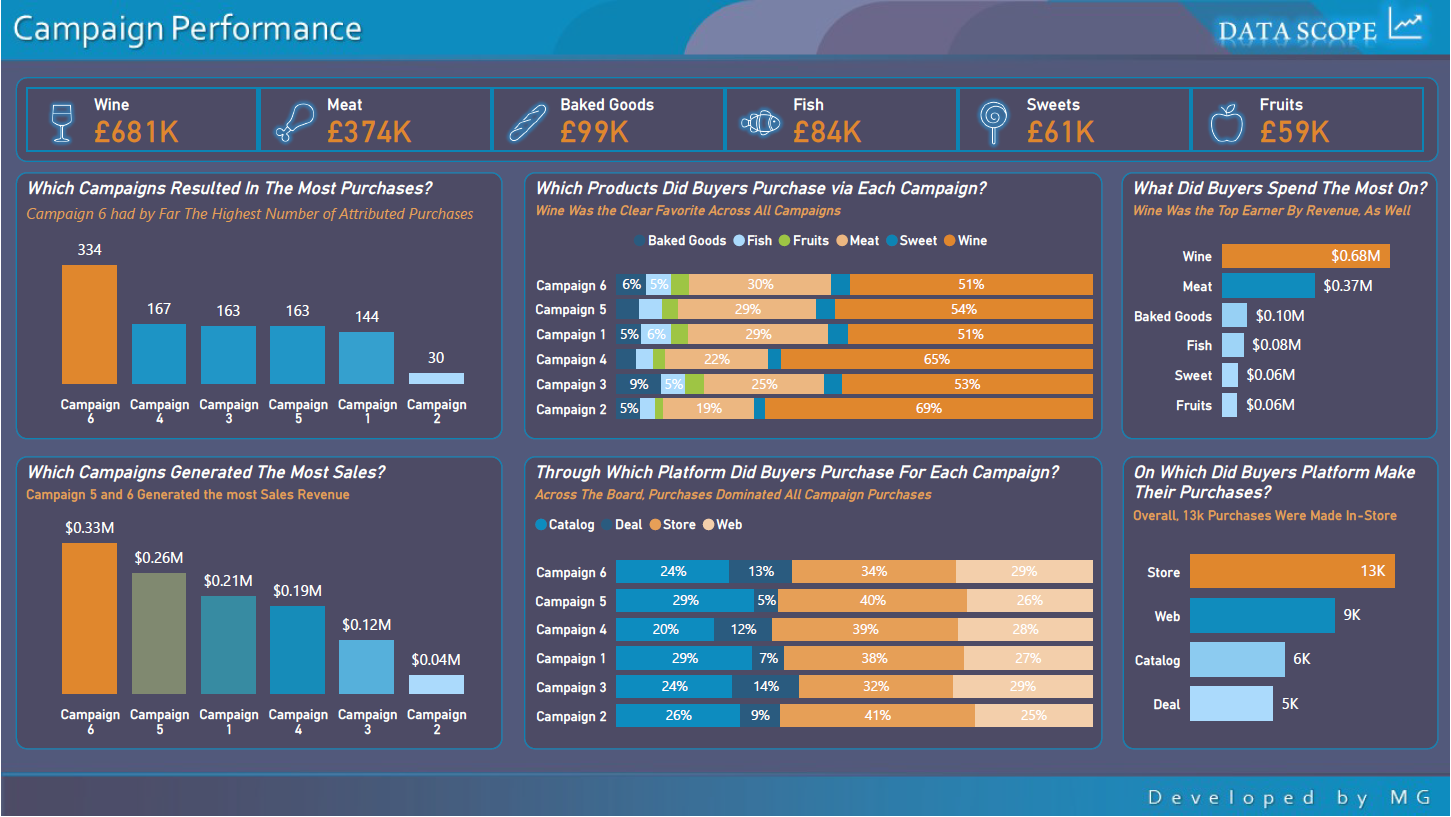 Campaign Performance
DATA SCOPE
Wine
£681K
Meat
£374K
Baked Goods
£99K
Fish
£84K
Sweets
£61K
Fruits
£59K
Which Campaigns Resulted In The Most Purchases?
Campaign 6 had by Far The Highest Number of Attributed Purchases
334
167
163
163
144
30
Campaign 6
Campaign 4
Campaign 3
Campaign 5
Campaign 1
Campaign 2
Which Products Did Buyers Purchase via Each Campaign?
Wine Was the Clear Favorite Across All Campaigns
Baked Goods Fish Fruits Meat Sweet Wine
Campaign 6 6% 5% 30% 51%
Campaign 5 29% 54%
Campaign 1 5% 6% 29% 51%
Campaign 4 22% 65%
Campaign 3 9% 5% 25% 53%
Campaign 2 5% 19% 69%
What Did Buyers Spend The Most On?
Wine Was the Top Earner By Revenue, As Well
Wine $0.68M
Meat $0.37M
Baked Goods $0.10M
Fish $0.08M
Sweet $0.06M
Fruits $0.06M
Which Campaigns Generated The Most Sales?
Campaign 5 and 6 Generated the most Sales Revenue
$0.33M
$0.26M
$0.21M
$0.19M
$0.12M
$0.04M
Campaign 6
Campaign 5
Campaign 1
Campaign 4
Campaign 3
Campaign 2
Through Which Platform Did Buyers Purchase For Each Campaign?
Across The Board, Purchases Dominated All Campaign Purchases
Catalog Deal Store Web
Campaign 6 24% 13% 34% 29%
Campaign 5 29% 5% 40% 26%
Campaign 4 20% 12% 39% 28%
Campaign 1 29% 7% 38% 27%
Campaign 3 24% 14% 32% 29%
Campaign 2 26% 9% 41% 25%
On Which Did Buyers Platform Make
Their Purchases?
Overall, 13k Purchases Were Made In-Store
Store 13K
Web 9K
Catalog 6K
Deal 5K
Developed by MG